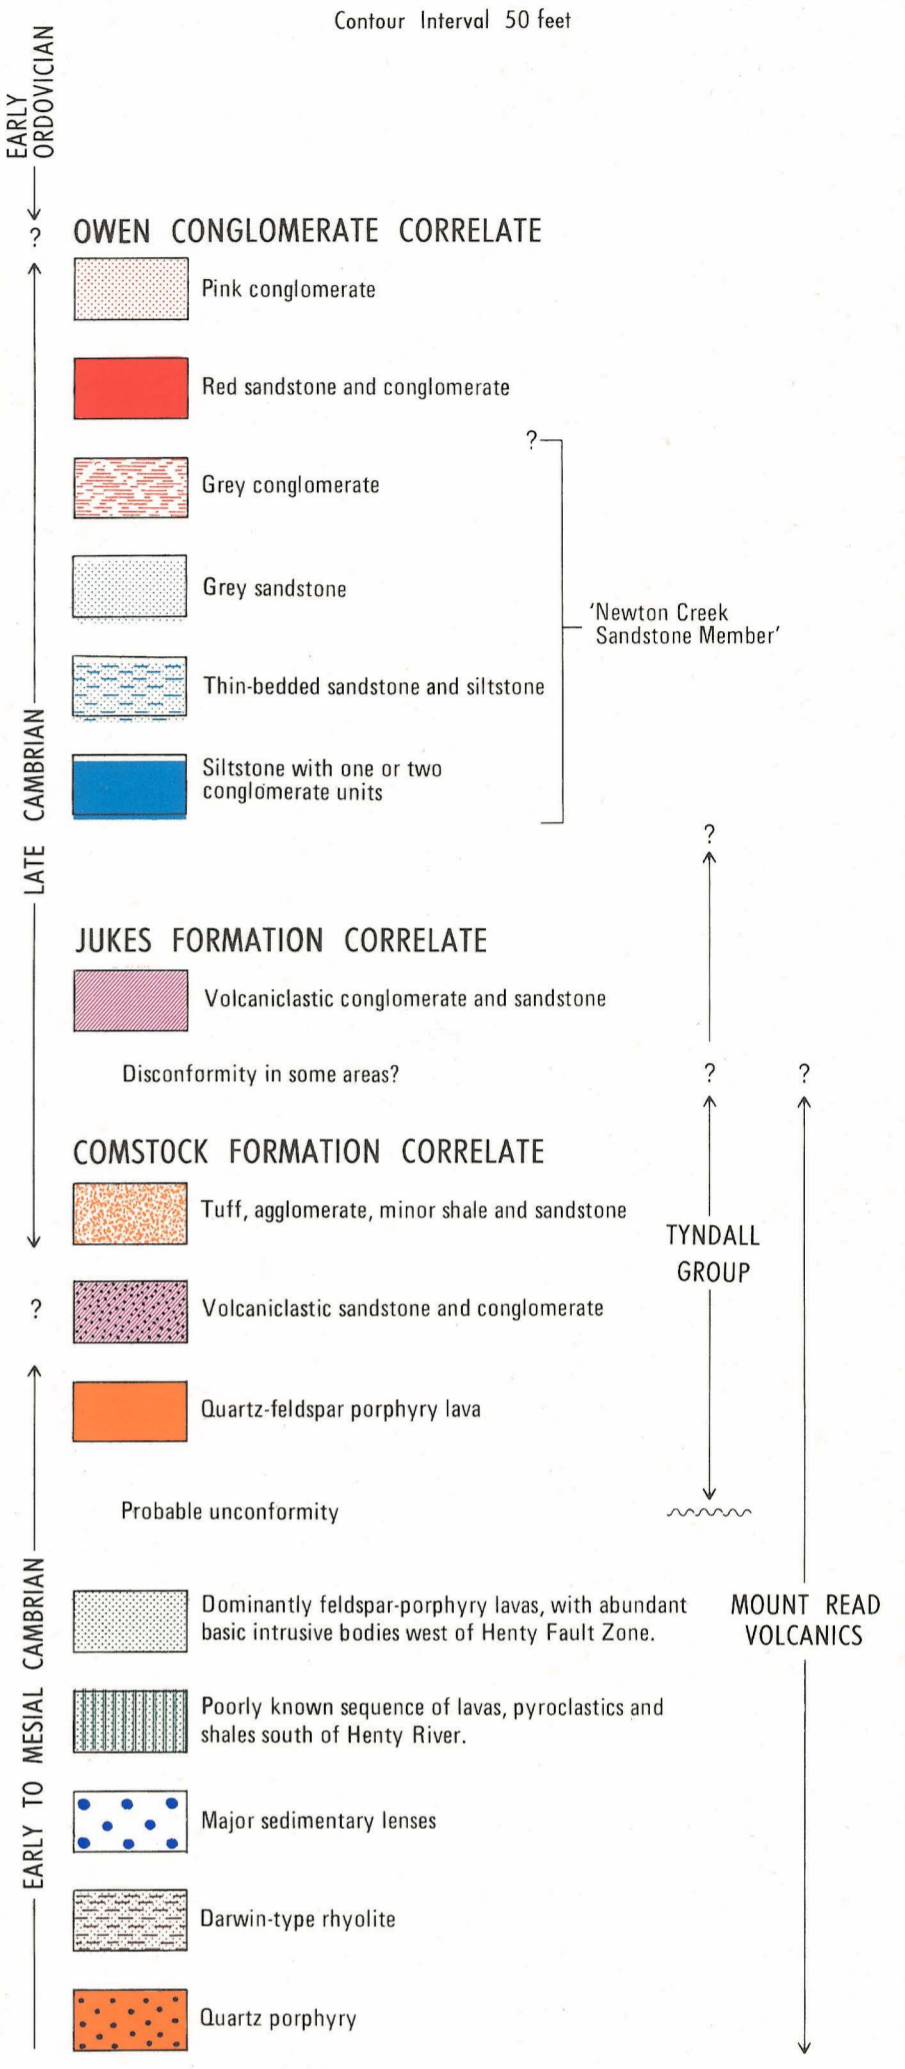 Contour Interval 50 feet
EARLY
ORDOVICIAN
?
OWEN CONGLOMERATE CORRELATE
Pink conglomerate
Red sandstone and conglomerate
?
Grey conglomerate
Grey sandstone
'Newton Creek
Sandstone Member'
Thin-bedded sandstone and siltstone
Siltstone with one or two
conglomerate units
LATE CAMBRIAN
?
JUKES FORMATION CORRELATE
Volcaniclastic conglomerate and sandstone
Disconformity in some areas?
?
?
COMSTOCK FORMATION CORRELATE
Tuff, agglomerate, minor shale and sandstone
TYNDALL
GROUP
?
Volcaniclastic sandstone and conglomerate
Quartz-feldspar porphyry lava
Probable unconformity
EARLY TO MESIAL CAMBRIAN
Dominantly feldspar-porphyry lavas, with abundant
basic intrusive bodies west of Henty Fault Zone.
MOUNT READ
VOLCANICS
Poorly known sequence of lavas, pyroclastics and
shales south of Henty River.
Major sedimentary lenses
Darwin-type rhyolite
Quartz porphyry